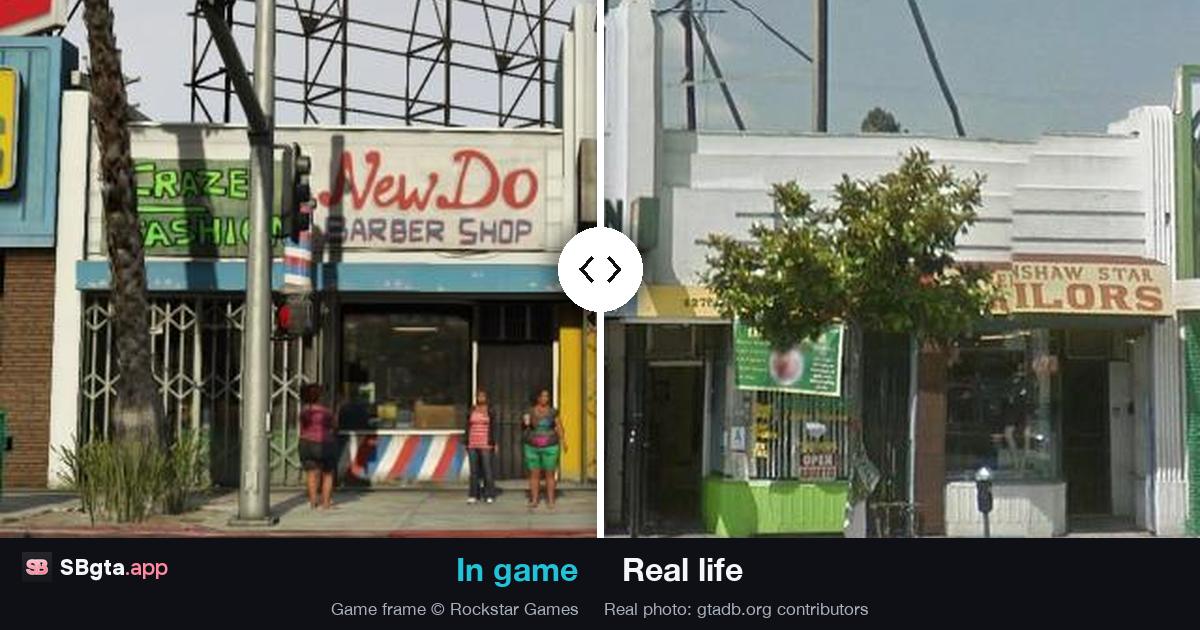 CRAZE
FASHION
New Do
BARBER SHOP
NSHAW STAR
ILORS
OPEN
In game
Real life
SB SBgta.app
Game frame © Rockstar Games
Real photo: gtadb.org contributors